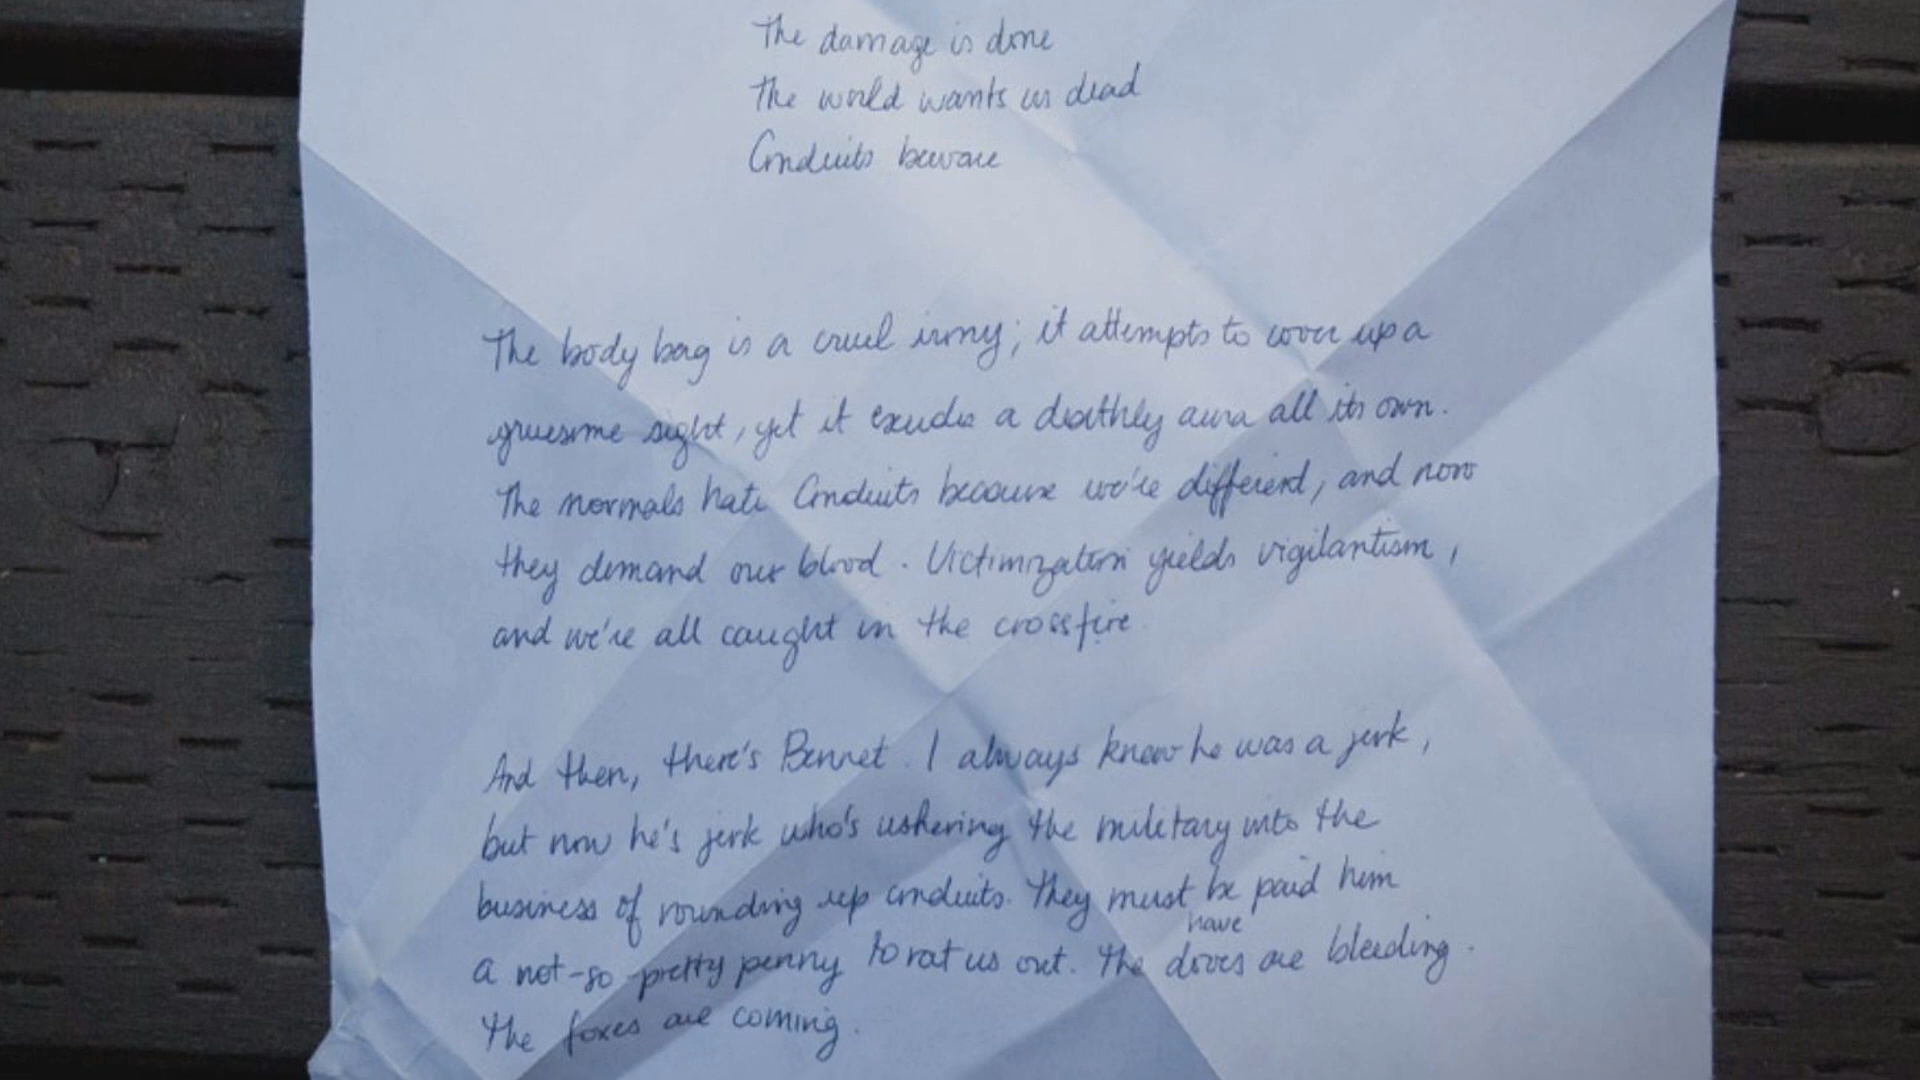 The damage is done
The world wants us dead
Conduits beware
The body bag is a cruel irony; it attempts to cover up a
gruesome sight, yet it exudes a deathly aura all its own.
The normals hate Conduits because we're different, and now
they demand our blood. Victimization yields vigilantism,
and we're all caught in the crossfire.
And then, there's Bennet. I always knew he was a jerk,
but now he's jerk who's ushering the military into the
business of rounding up conduits. They must be paid him
have
a not-so-pretty penny to rat us out. The doves are bleeding.
The foxes are coming.